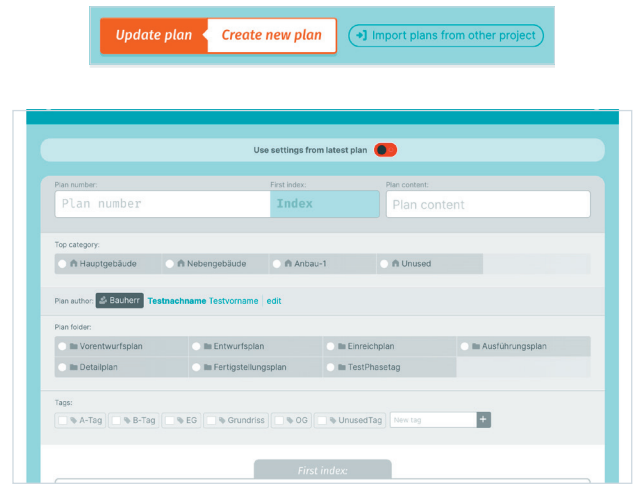 Update plan Create new plan Import plans from other project
Use settings from latest plan
Plan number: First index: Plan content:
Plan number Index Plan content
Top category:
Hauptgebäude Nebengebäude Anbau-1 Unused
Plan author: Bauherr Testnachname Testvorname edit
Plan folder:
Vorentwurfsplan Entwurfsplan Einreichplan Ausführungsplan
Detailplan Fertigstellungsplan TestPhasetag
Tags:
A-Tag B-Tag EG Grundriss OG UnusedTag New tag +
First index: